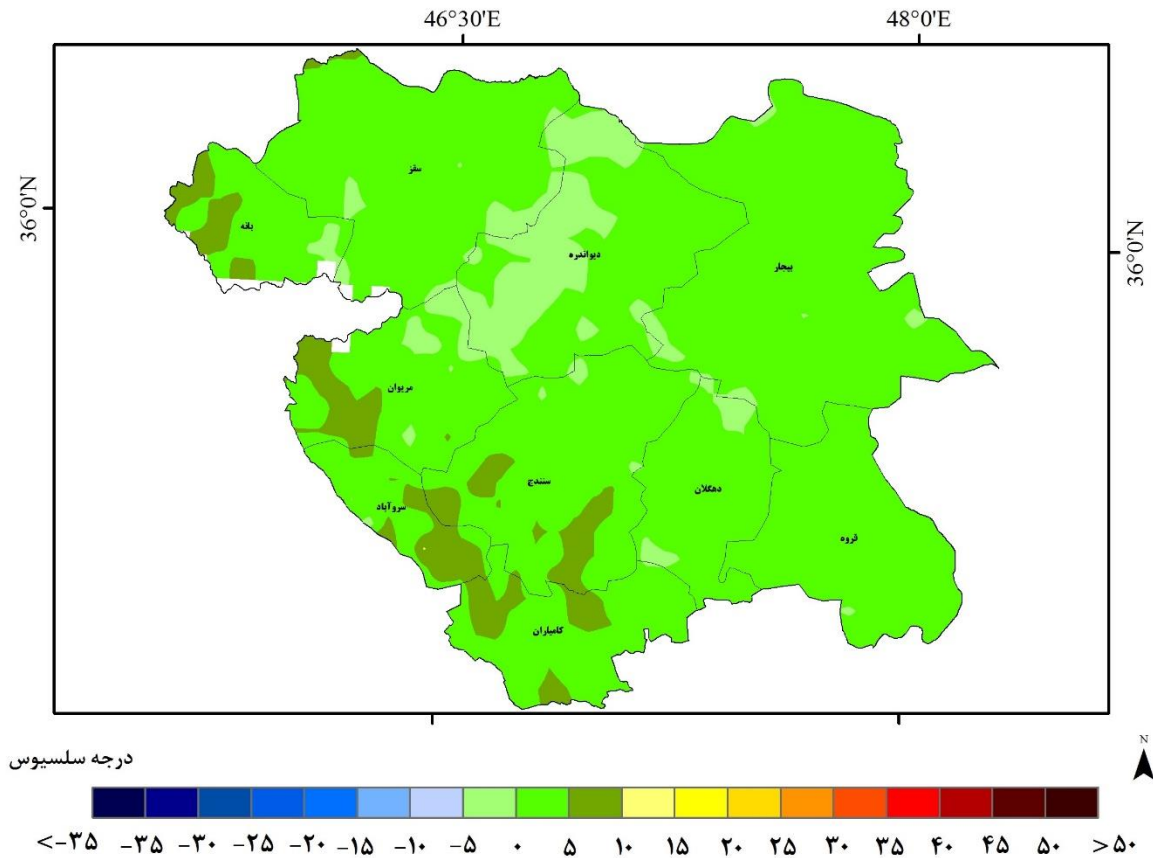 46°30'E 48°0'E
36°0'N 36°0'N
سقز
بانه
دیواندره
بیجار
مریوان
سنندج
دهگلان
سروآباد
قروه
کامیاران
N
درجه سلسیوس
<-۳۵ -۳۵ -۳۰ -۲۵ -۲۰ -۱۵ -۱۰ -۵ ۰ ۵ ۱۰ ۱۵ ۲۰ ۲۵ ۳۰ ۳۵ ۴۰ ۴۵ ۵۰ >۵۰